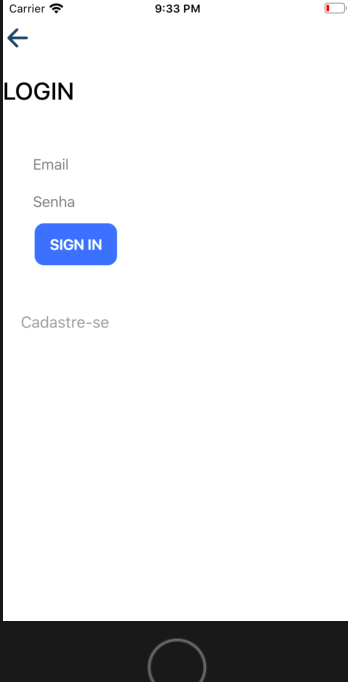 Carrier 9:33 PM
LOGIN
Email
Senha
SIGN IN
Cadastre-se